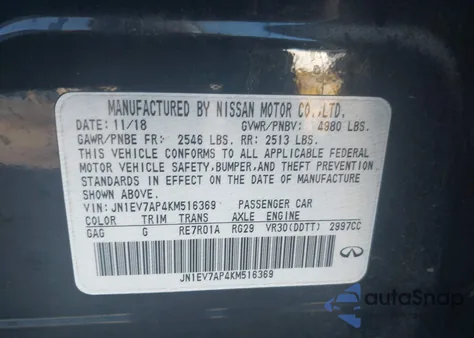 MANUFACTURED BY NISSAN MOTOR CO.,LTD.
DATE: 11/18 GVWR/PNBV: 4980 LBS.
GAWR/PNBE FR: 2546 LBS. RR: 2513 LBS.
THIS VEHICLE CONFORMS TO ALL APPLICABLE FEDERAL
MOTOR VEHICLE SAFETY,BUMPER,AND THEFT PREVENTION
STANDARDS IN EFFECT ON THE DATE OF MANUFACTURE
SHOWN ABOVE.
VIN: JN1EV7AP4KM516369 PASSENGER CAR
COLOR TRIM TRANS AXLE ENGINE
GAG G RE7R01A RG29 VR30(DDTT) 2997CC
JN1EV7AP4KM516369
autoSnap